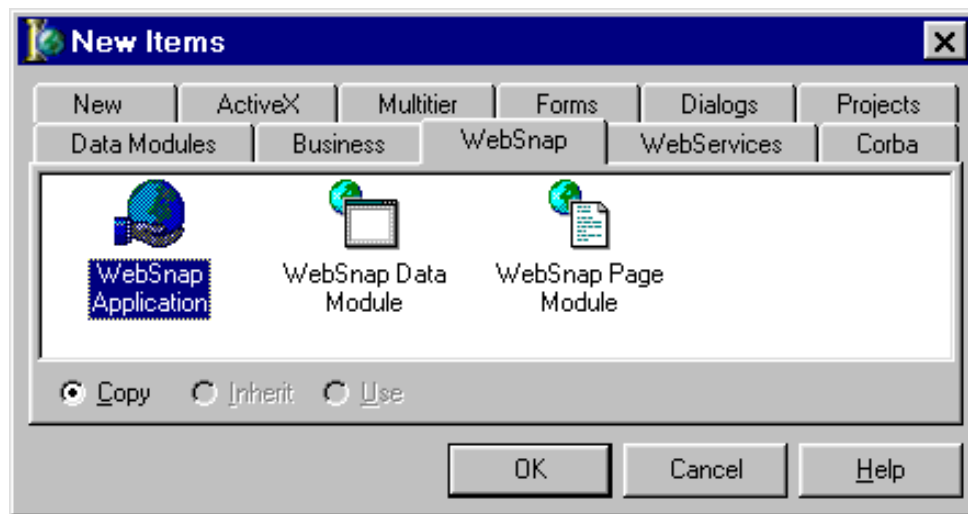 New Items
New ActiveX Multitier Forms Dialogs Projects
Data Modules Business WebSnap WebServices Corba
WebSnap Application WebSnap Data Module WebSnap Page Module
Copy Inherit Use
OK Cancel Help